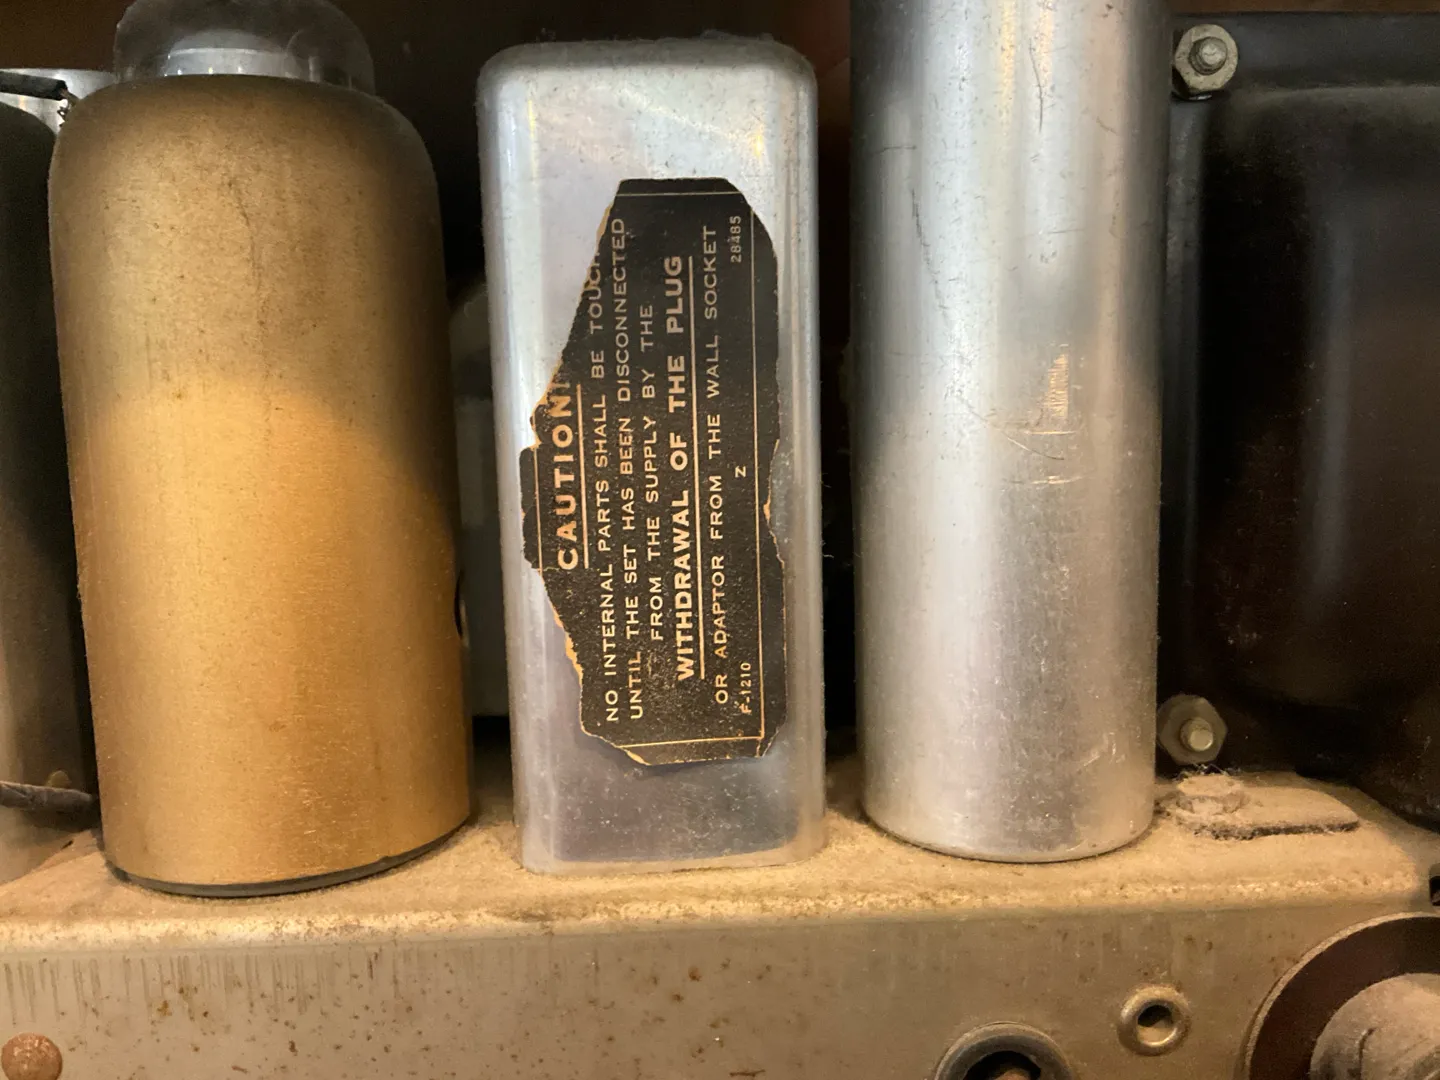 CAUTION
NO INTERNAL PARTS SHALL BE TOUCHED
UNTIL THE SET HAS BEEN DISCONNECTED
FROM THE SUPPLY BY THE
WITHDRAWAL OF THE PLUG
OR ADAPTOR FROM THE WALL SOCKET
F-1210 Z 28485